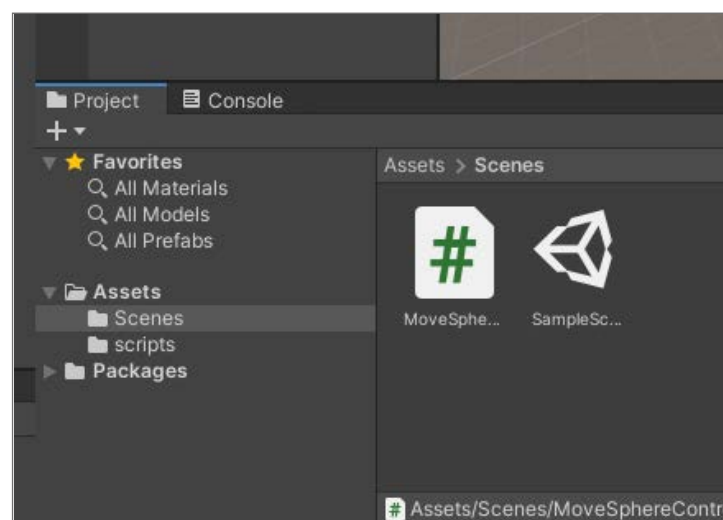 Project
Console
Favorites
All Materials
All Models
All Prefabs
Assets
Scenes
scripts
Packages
Assets > Scenes
#
MoveSphe...
SampleSc...
# Assets/Scenes/MoveSphereContr